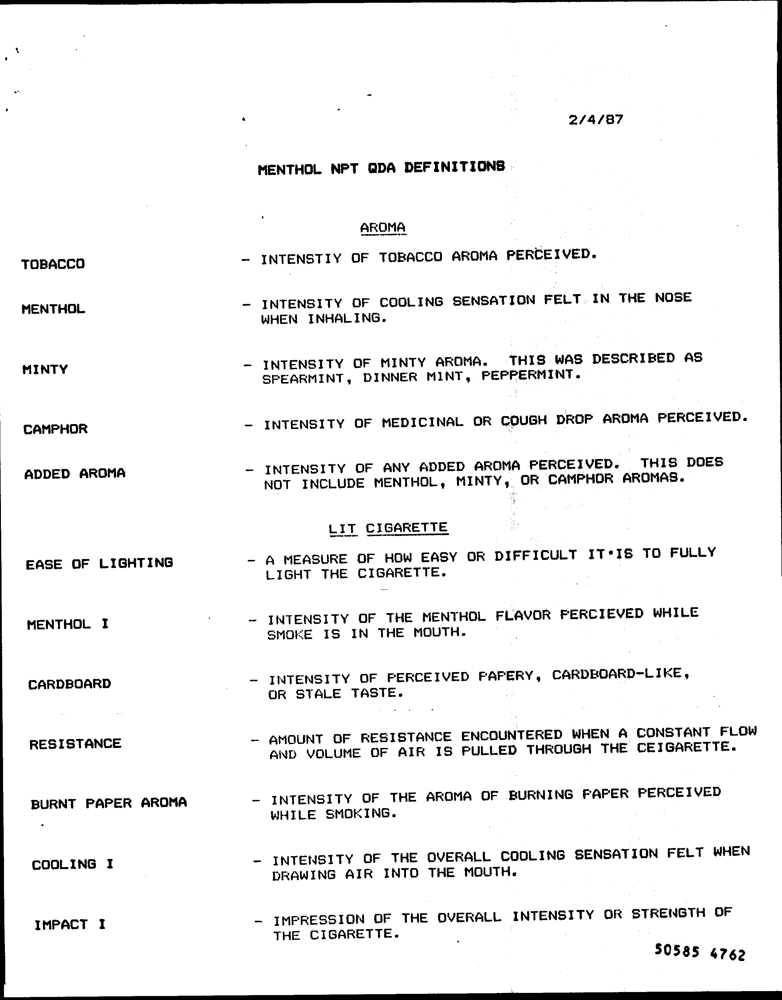 2/4/87
MENTHOL NPT QDA DEFINITIONS
AROMA
TOBACCO - INTENSTIY OF TOBACCO AROMA PERCEIVED.
MENTHOL - INTENSITY OF COOLING SENSATION FELT IN THE NOSE
WHEN INHALING.
MINTY - INTENSITY OF MINTY AROMA. THIS WAS DESCRIBED AS
SPEARMINT, DINNER MINT, PEPPERMINT.
CAMPHOR - INTENSITY OF MEDICINAL OR COUGH DROP AROMA PERCEIVED.
ADDED AROMA - INTENSITY OF ANY ADDED AROMA PERCEIVED. THIS DOES
NOT INCLUDE MENTHOL, MINTY, OR CAMPHOR AROMAS.
LIT CIGARETTE
EASE OF LIGHTING - A MEASURE OF HOW EASY OR DIFFICULT IT IS TO FULLY
LIGHT THE CIGARETTE.
MENTHOL I - INTENSITY OF THE MENTHOL FLAVOR PERCIEVED WHILE
SMOKE IS IN THE MOUTH.
CARDBOARD - INTENSITY OF PERCEIVED PAPERY, CARDBOARD-LIKE,
OR STALE TASTE.
RESISTANCE - AMOUNT OF RESISTANCE ENCOUNTERED WHEN A CONSTANT FLOW
AND VOLUME OF AIR IS PULLED THROUGH THE CEIGARETTE.
BURNT PAPER AROMA - INTENSITY OF THE AROMA OF BURNING PAPER PERCEIVED
WHILE SMOKING.
COOLING I - INTENSITY OF THE OVERALL COOLING SENSATION FELT WHEN
DRAWING AIR INTO THE MOUTH.
IMPACT I - IMPRESSION OF THE OVERALL INTENSITY OR STRENGTH OF
THE CIGARETTE.
50585 4762